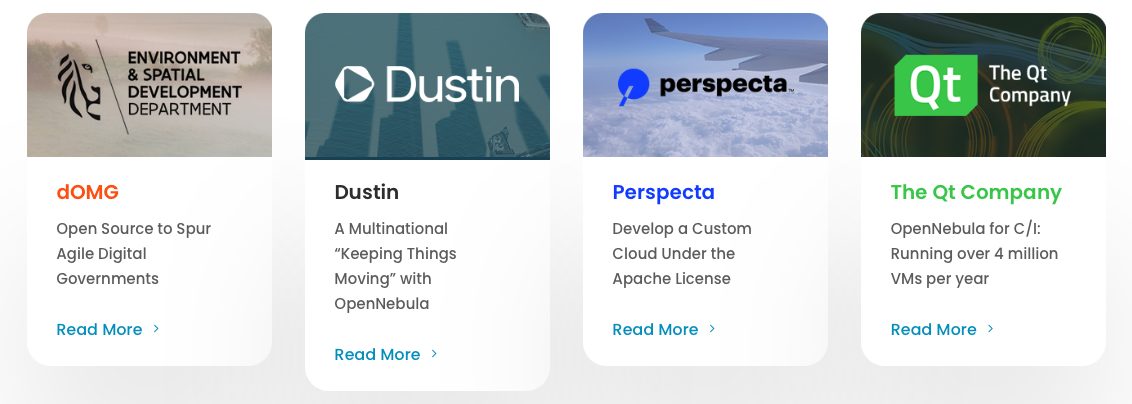 ENVIRONMENT
& SPATIAL
DEVELOPMENT
DEPARTMENT
dOMG
Open Source to Spur
Agile Digital
Governments
Read More
Dustin
Dustin
A Multinational
“Keeping Things
Moving” with
OpenNebula
Read More
perspecta™
Perspecta
Develop a Custom
Cloud Under the
Apache License
Read More
Qt
The Qt
Company
The Qt Company
OpenNebula for C/I:
Running over 4 million
VMs per year
Read More